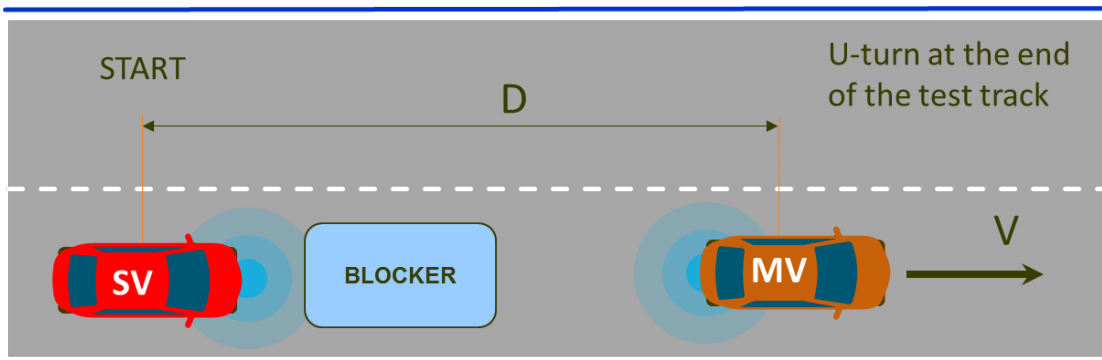 START
D
U-turn at the end
of the test track
SV
BLOCKER
MV
V